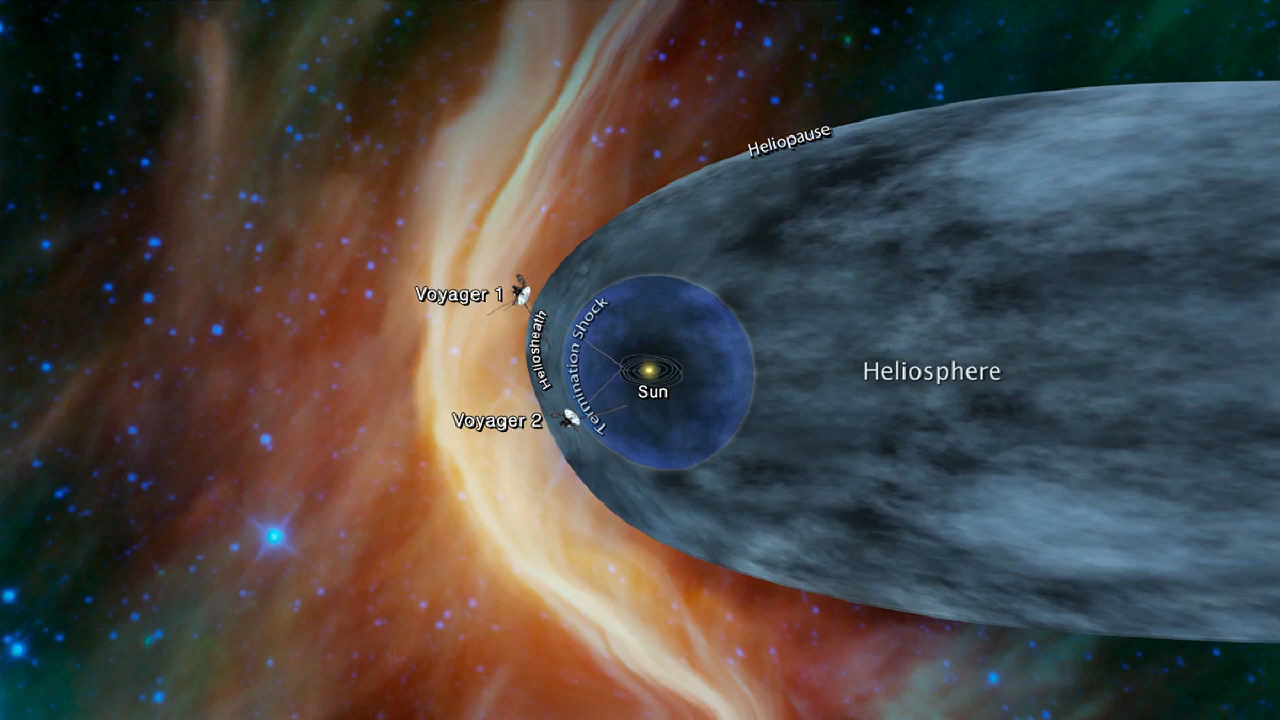 Heliopause
Voyager 1
Heliosheath
Termination Shock
Heliosphere
Sun
Voyager 2